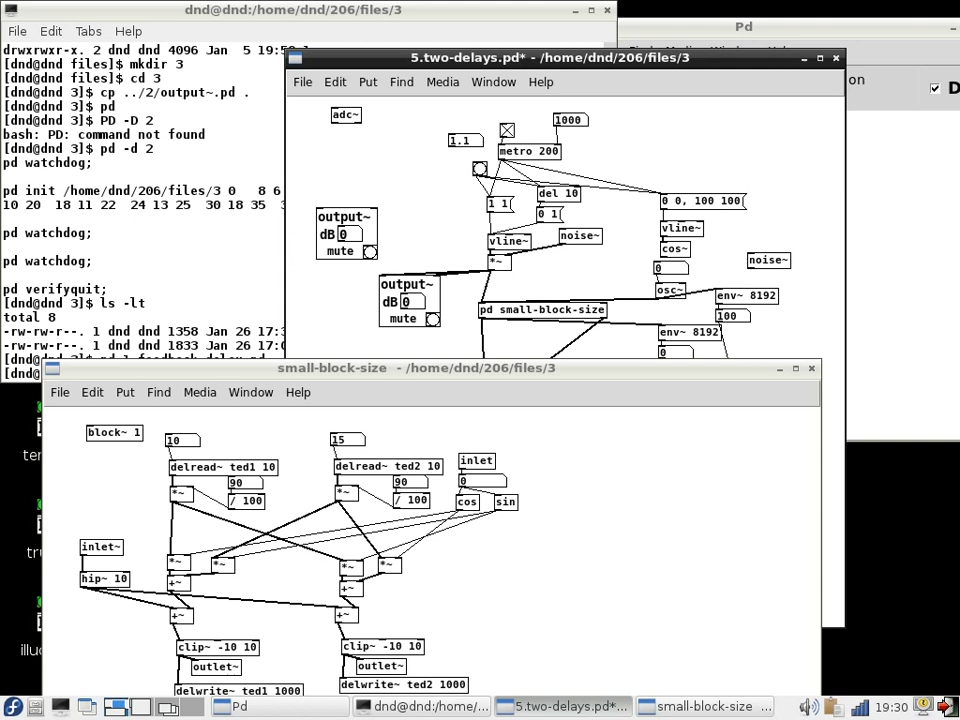 dnd@dnd:/home/dnd/206/files/3
File Edit Tabs Help
drwxrwxr-x. 2 dnd dnd 4096 Jan 5
[dnd@dnd files]$ mkdir 3
[dnd@dnd files]$ cd 3
[dnd@dnd 3]$ cp ../2/output~.pd .
[dnd@dnd 3]$ pd
[dnd@dnd 3]$ PD -D 2
bash: PD: command not found
[dnd@dnd 3]$ pd -d 2
pd watchdog;
pd init /home/dnd/206/files/3 0 8 6
10 20 18 11 22 24 13 25 30 18 35
pd watchdog;
pd watchdog;
pd verifyquit;
[dnd@dnd 3]$ ls -lt
total 8
-rw-rw-r--. 1 dnd dnd 1358 Jan 26 17:
-rw-rw-r--. 1 dnd dnd 1833 Jan 26 17:
Pd
on
D
5.two-delays.pd* - /home/dnd/206/files/3
File Edit Put Find Media Window Help
adc~
1.1
1000
metro 200
del 10
1 1
0 1
0 0, 100 100
output~
dB 0
mute
vline~
noise~
*~
vline~
cos~
0
osc~
noise~
output~
dB 0
mute
pd small-block-size
env~ 8192
100
env~ 8192
0
small-block-size - /home/dnd/206/files/3
File Edit Put Find Media Window Help
block~ 1
10
15
delread~ ted1 10
delread~ ted2 10
inlet
90
90
0
*~
/ 100
*~
/ 100
cos
sin
inlet~
*~
*~
*~
*~
hip~ 10
+~
+~
+~
+~
clip~ -10 10
clip~ -10 10
outlet~
outlet~
delwrite~ ted1 1000
delwrite~ ted2 1000
Pd
dnd@dnd:/home/...
5.two-delays.pd*...
small-block-size ...
19:30